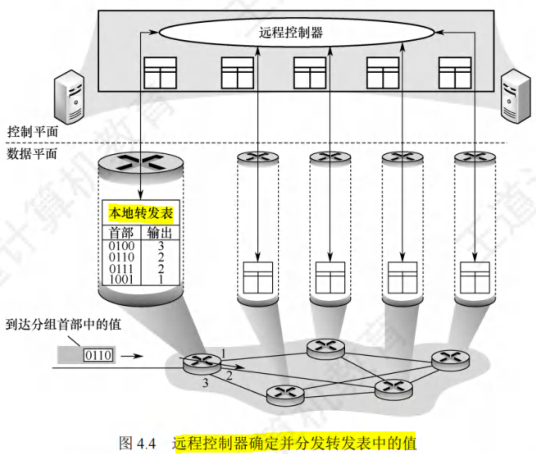 远程控制器
控制平面
数据平面
本地转发表
首部 输出
0100 3
0110 2
0111 2
1001 1
到达分组首部中的值
0110
1
2
3
图 4.4 远程控制器确定并分发转发表中的值